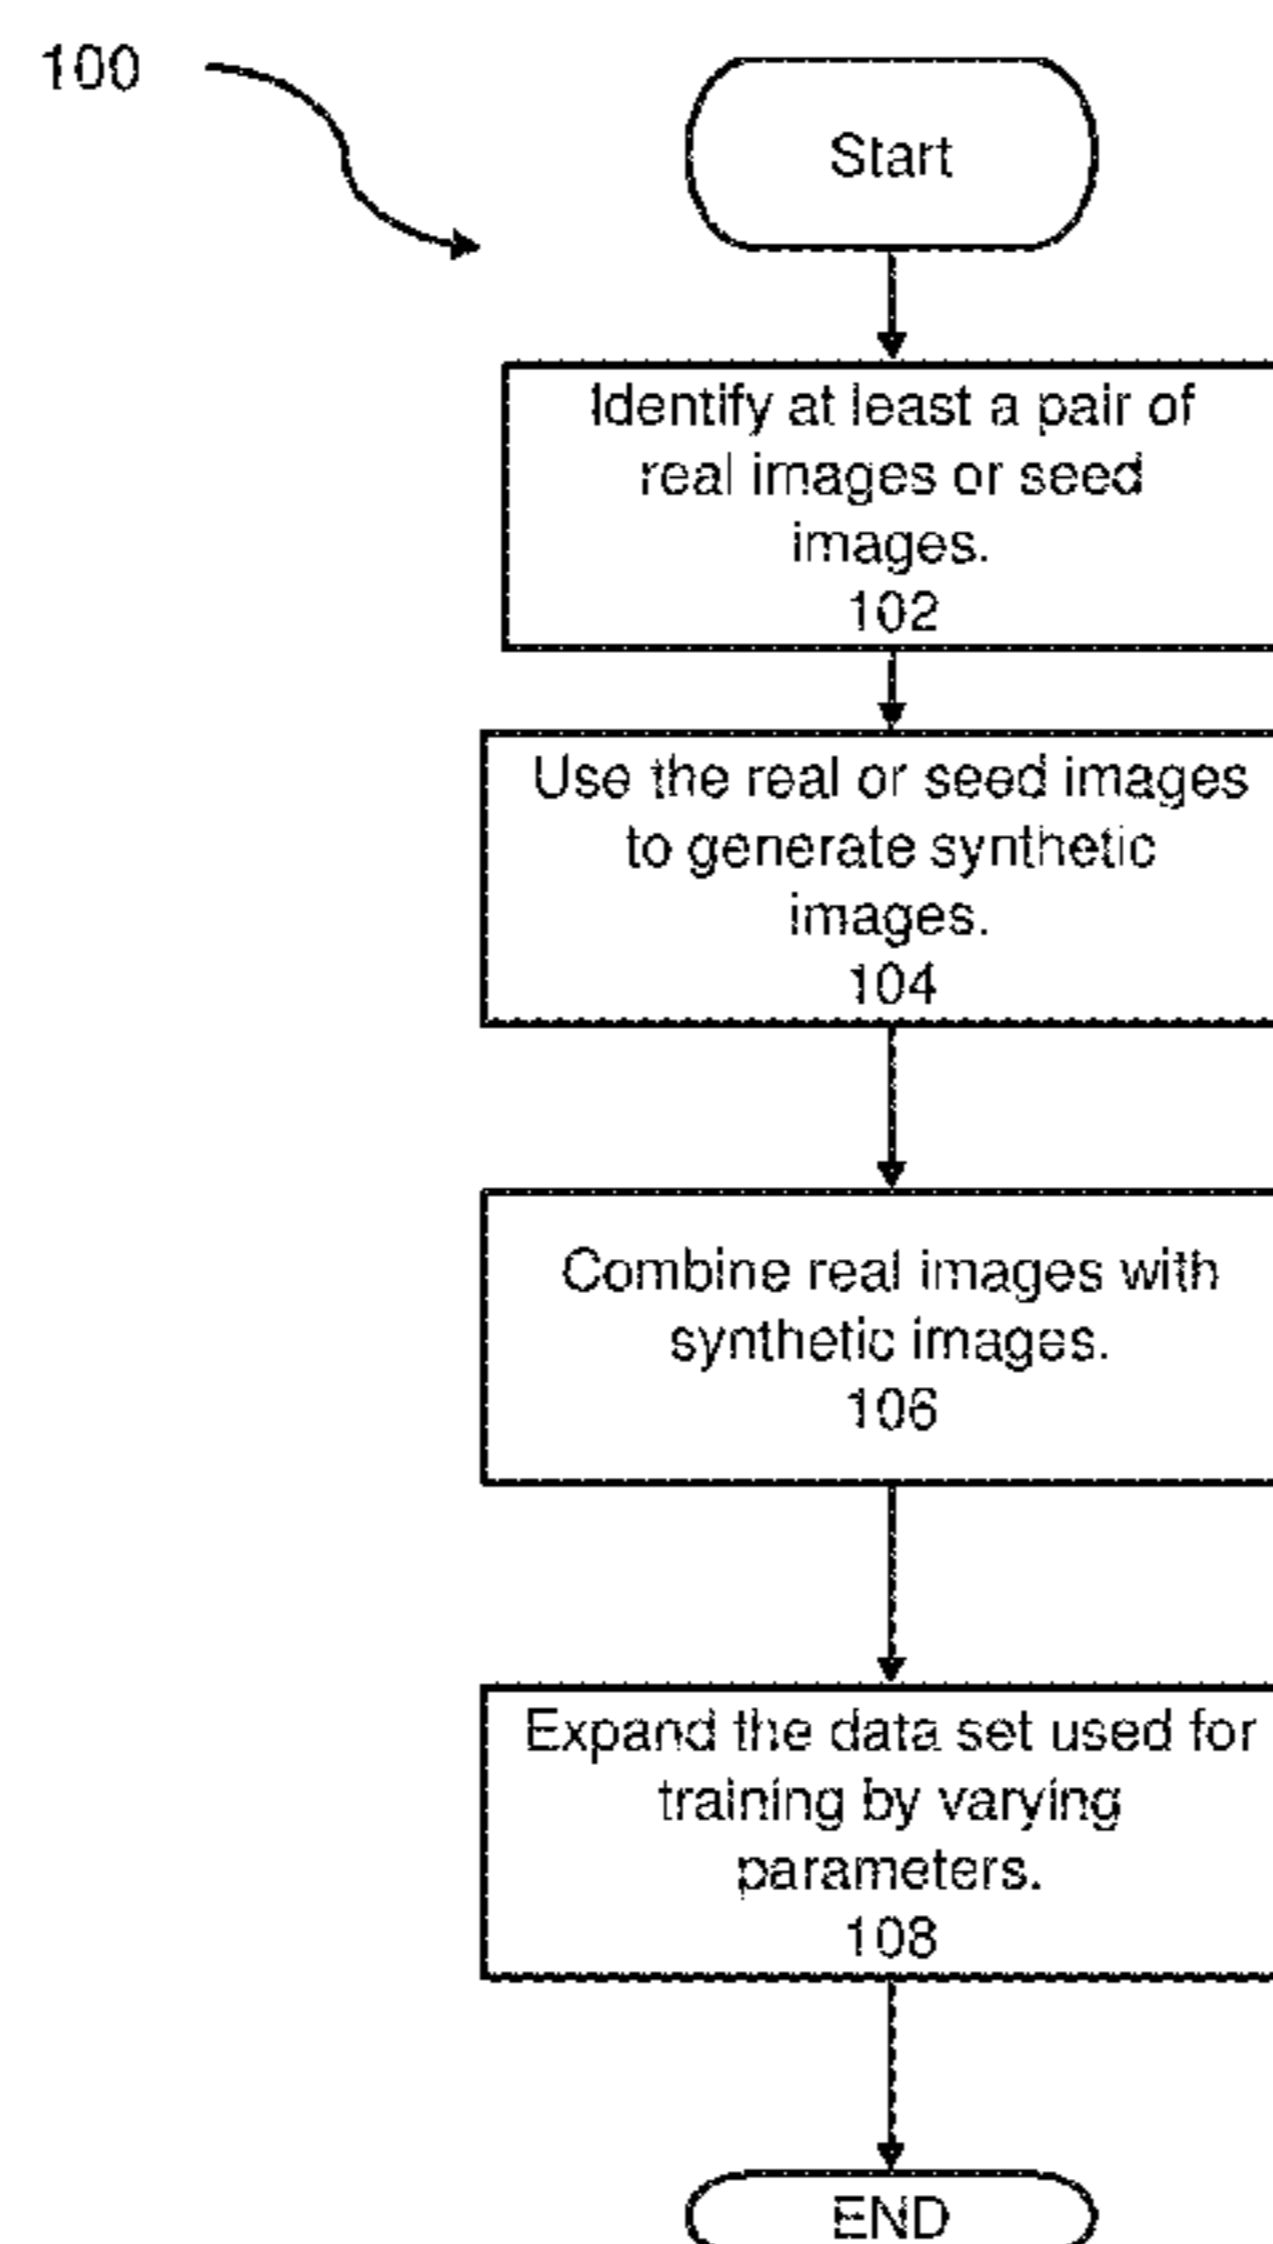 100
Start
Identify at least a pair of
real images or seed
images.
102
Use the real or seed images
to generate synthetic
images.
104
Combine real images with
synthetic images.
106
Expand the data set used for
training by varying
parameters.
108
END